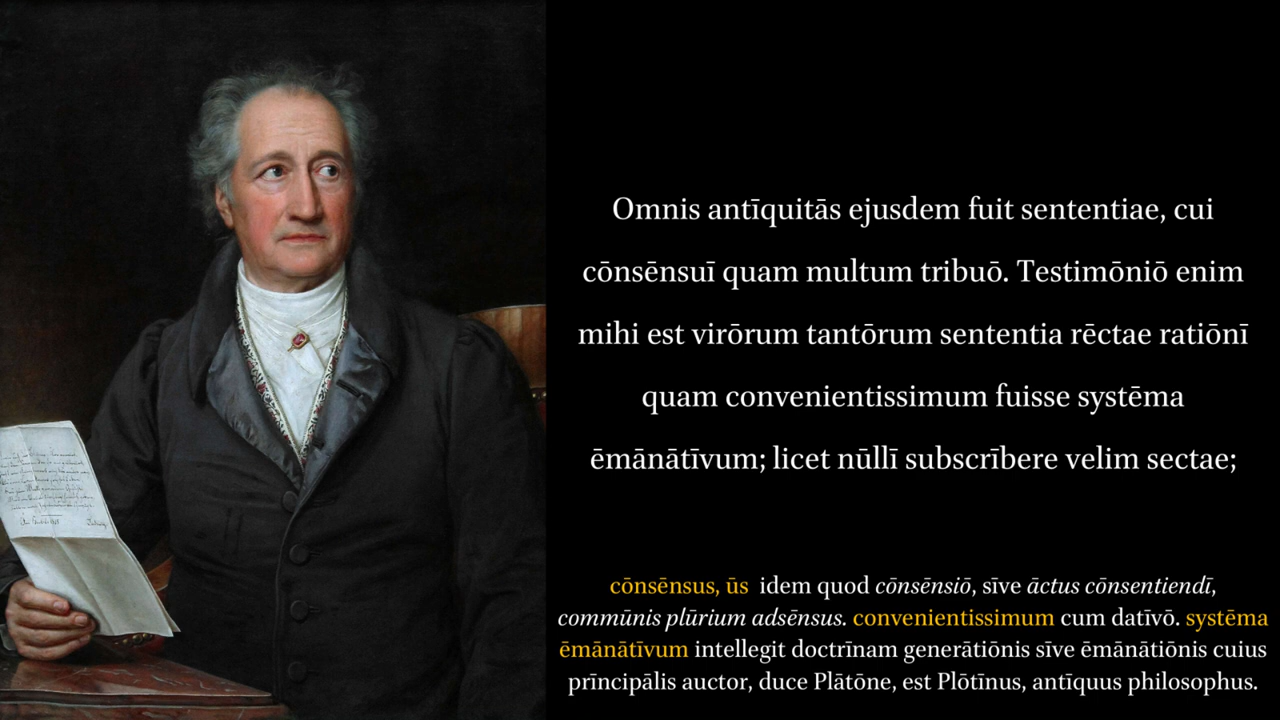 Omnis antīquitās ejusdem fuit sententiae, cui
cōnsēnsuī quam multum tribuō. Testimōniō enim
mihi est virōrum tantōrum sententia rēctae ratiōnī
quam convenientissimum fuisse systēma
ēmānātīvum; licet nūllī subscrībere velim sectae;
cōnsēnsus, ūs idem quod cōnsēnsiō, sīve āctus cōnsentiendī,
commūnis plūrium adsēnsus. convenientissimum cum datīvō. systēma
ēmānātīvum intellegit doctrīnam generātiōnis sīve ēmānātiōnis cuius
prīncipālis auctor, duce Plātōne, est Plōtīnus, antīquus philosophus.